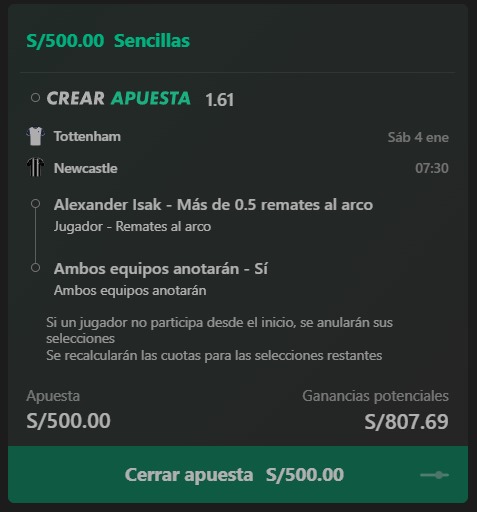 S/500.00 Sencillas
CREAR APUESTA 1.61
Tottenham Sáb 4 ene
Newcastle 07:30
Alexander Isak - Más de 0.5 remates al arco
Jugador - Remates al arco
Ambos equipos anotarán - Sí
Ambos equipos anotarán
Si un jugador no participa desde el inicio, se anularán sus
selecciones
Se recalcularán las cuotas para las selecciones restantes
Apuesta Ganancias potenciales
S/500.00 S/807.69
Cerrar apuesta S/500.00